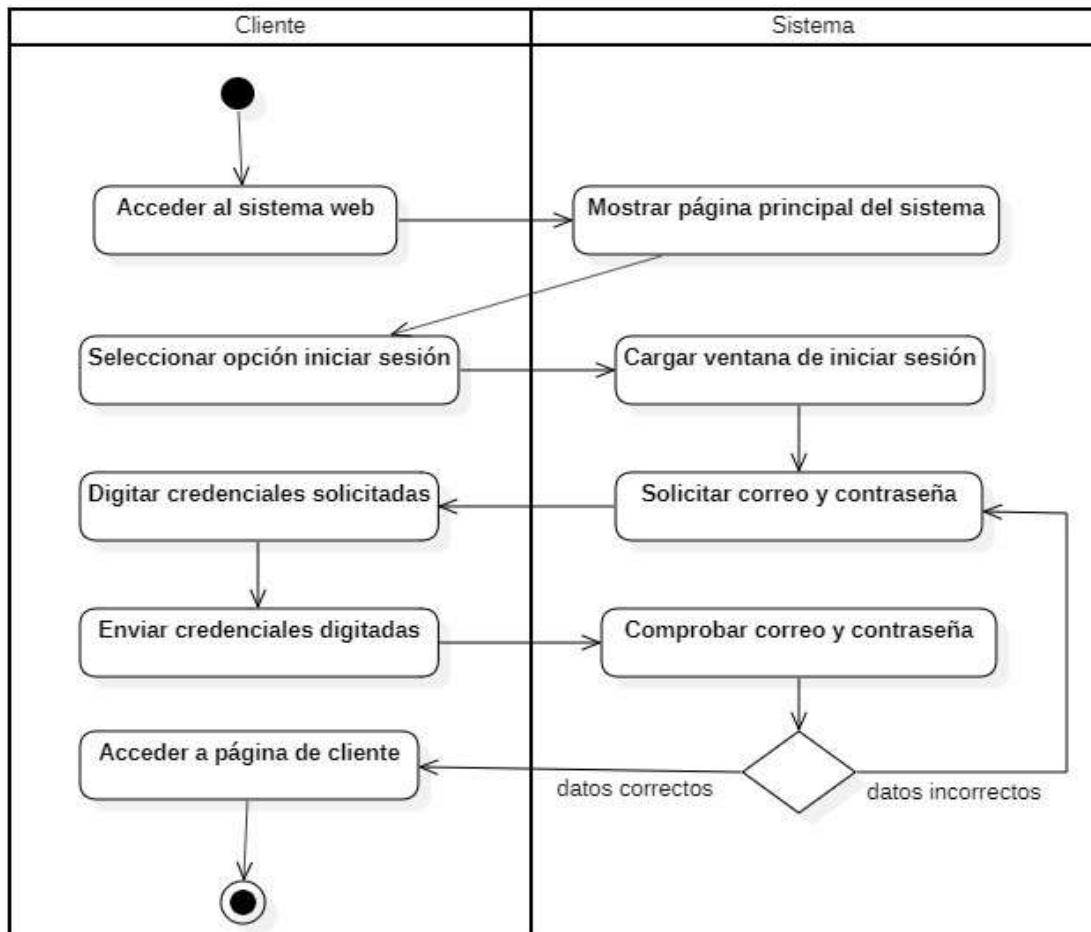 Cliente
Sistema
Acceder al sistema web
Mostrar página principal del sistema
Seleccionar opción iniciar sesión
Cargar ventana de iniciar sesión
Digitar credenciales solicitadas
Solicitar correo y contraseña
Enviar credenciales digitadas
Comprobar correo y contraseña
Acceder a página de cliente
datos correctos
datos incorrectos